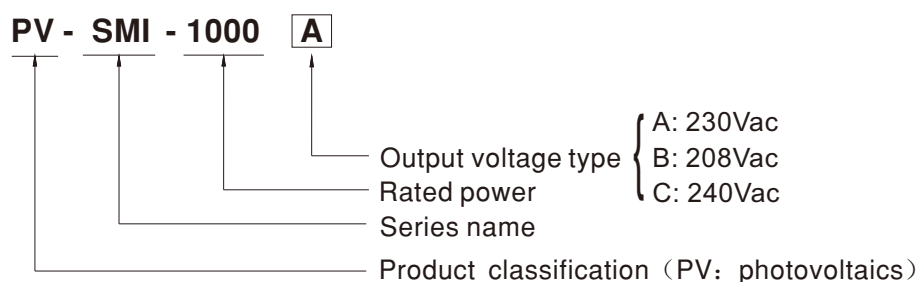 PV - SMI - 1000 A
A: 230Vac
Output voltage type { B: 208Vac
Rated power C: 240Vac
Series name
Product classification（PV：photovoltaics）